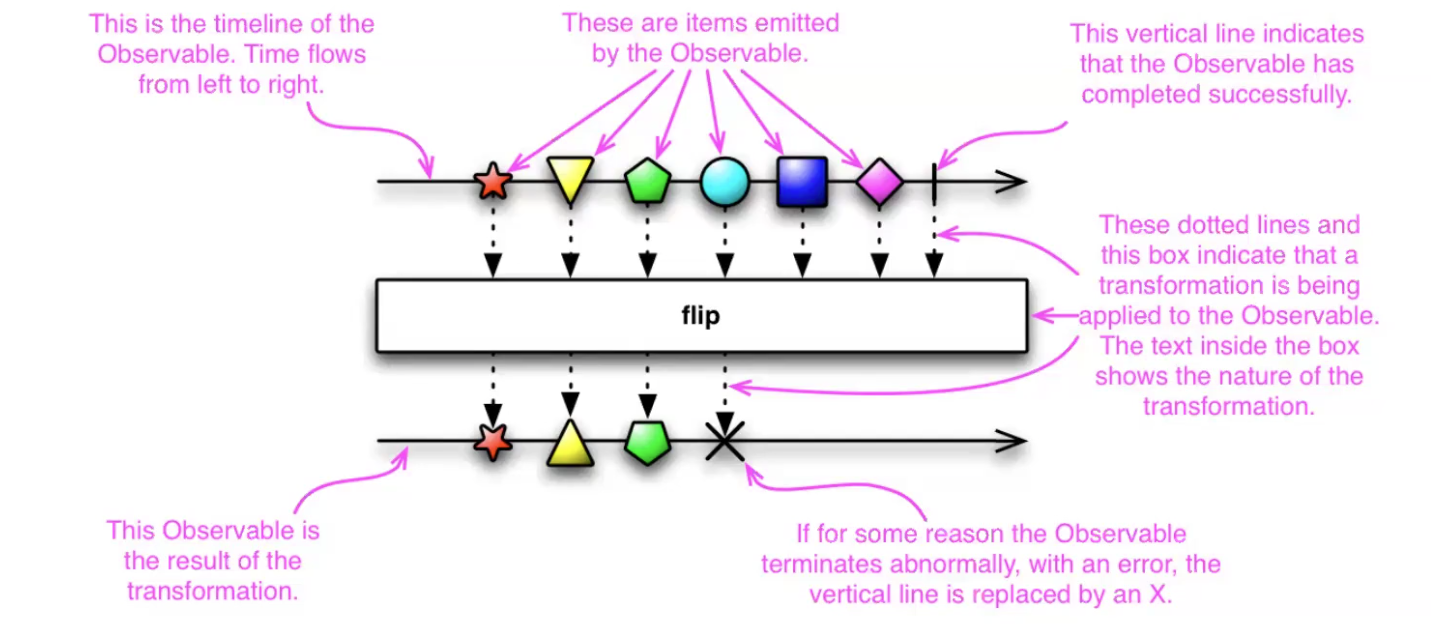 This is the timeline of the
Observable. Time flows
from left to right.
These are items emitted
by the Observable.
This vertical line indicates
that the Observable has
completed successfully.
These dotted lines and
this box indicate that a
transformation is being
applied to the Observable.
The text inside the box
shows the nature of the
transformation.
flip
This Observable is
the result of the
transformation.
If for some reason the Observable
terminates abnormally, with an error, the
vertical line is replaced by an X.